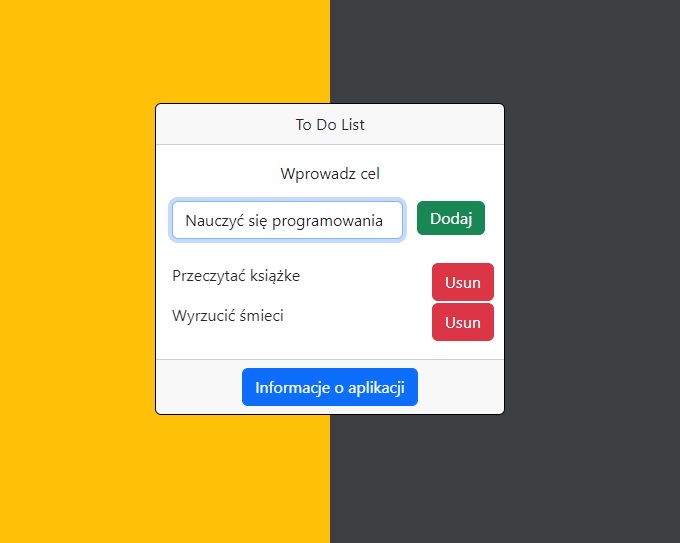 To Do List
Wprowadz cel
Nauczyć się programowania
Dodaj
Przeczytać książke
Usun
Wyrzucić śmieci
Usun
Informacje o aplikacji